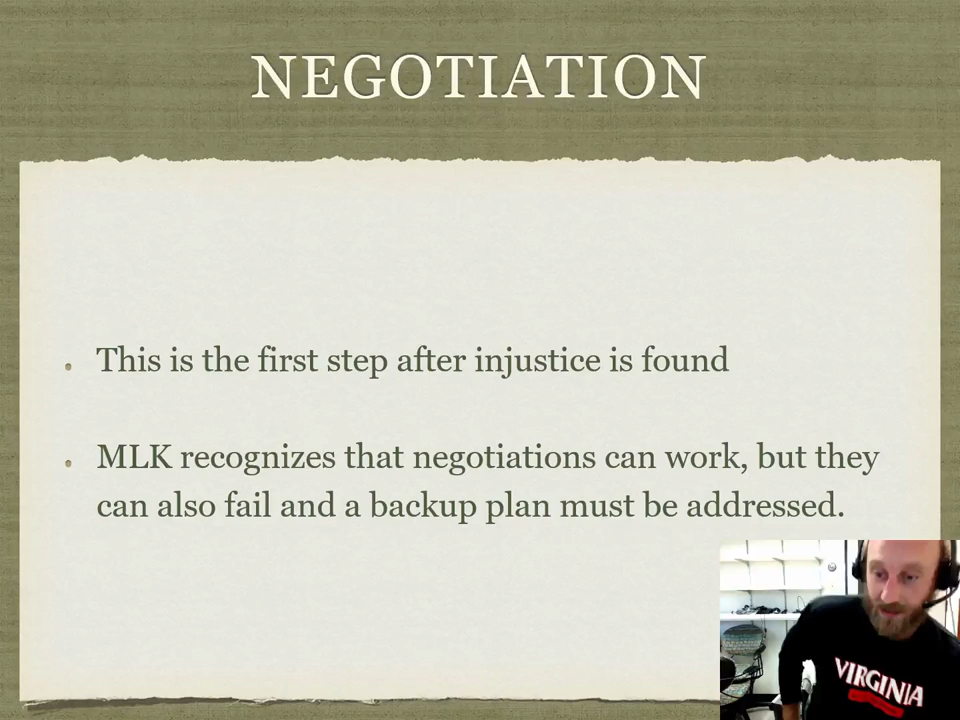 NEGOTIATION
This is the first step after injustice is found
MLK recognizes that negotiations can work, but they
can also fail and a backup plan must be addressed.
VIRGINIA